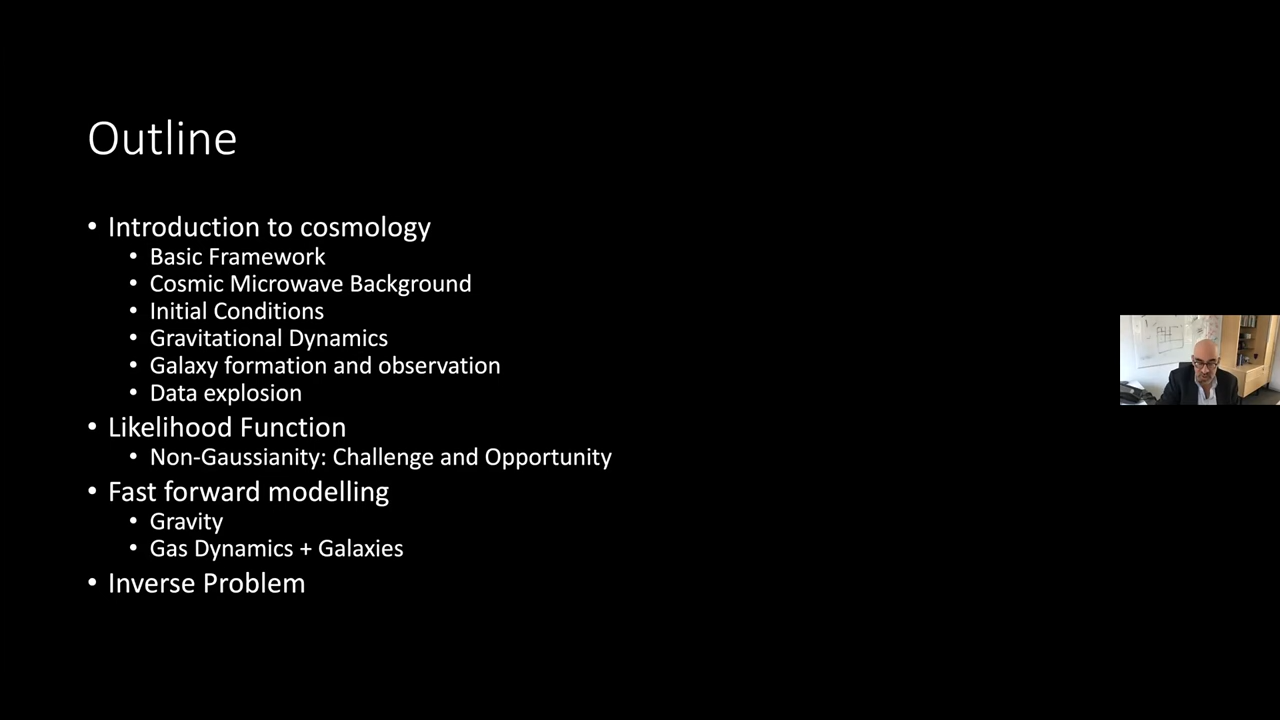 Outline
• Introduction to cosmology
• Basic Framework
• Cosmic Microwave Background
• Initial Conditions
• Gravitational Dynamics
• Galaxy formation and observation
• Data explosion
• Likelihood Function
• Non-Gaussianity: Challenge and Opportunity
• Fast forward modelling
• Gravity
• Gas Dynamics + Galaxies
• Inverse Problem